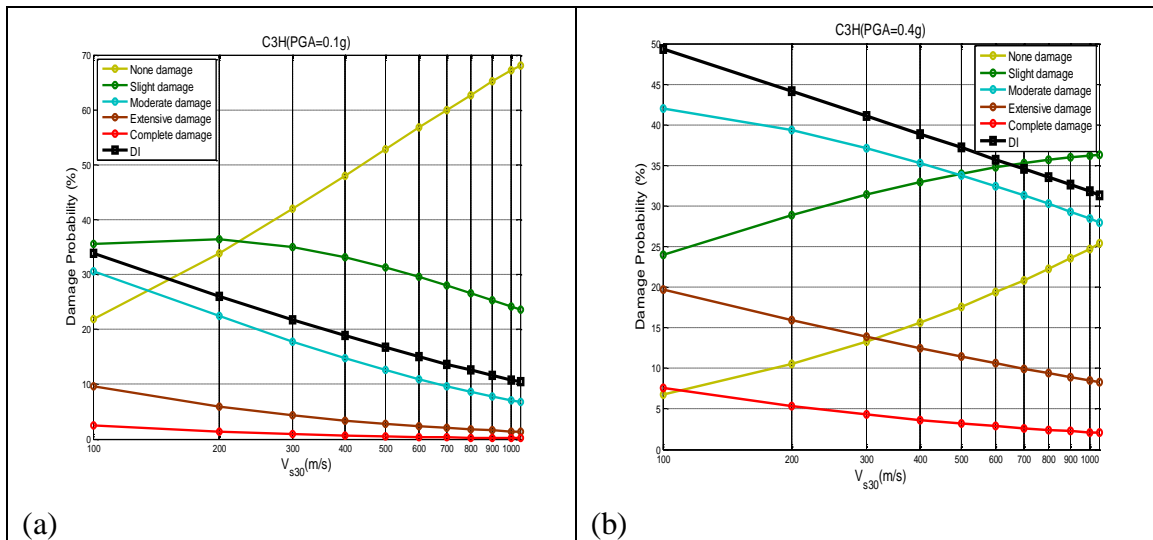 C3H(PGA=0.1g)
70
60
50
40
30
20
10
0
Damage Probability (%)
None damage
Slight damage
Moderate damage
Extensive damage
Complete damage
DI
100 200 300 400 500 600 700 800 900 1000
Vs30(m/s)
(a)
C3H(PGA=0.4g)
50
45
40
35
30
25
20
15
10
5
0
Damage Probability (%)
None damage
Slight damage
Moderate damage
Extensive damage
Complete damage
DI
100 200 300 400 500 600 700 800 900 1000
Vs30(m/s)
(b)